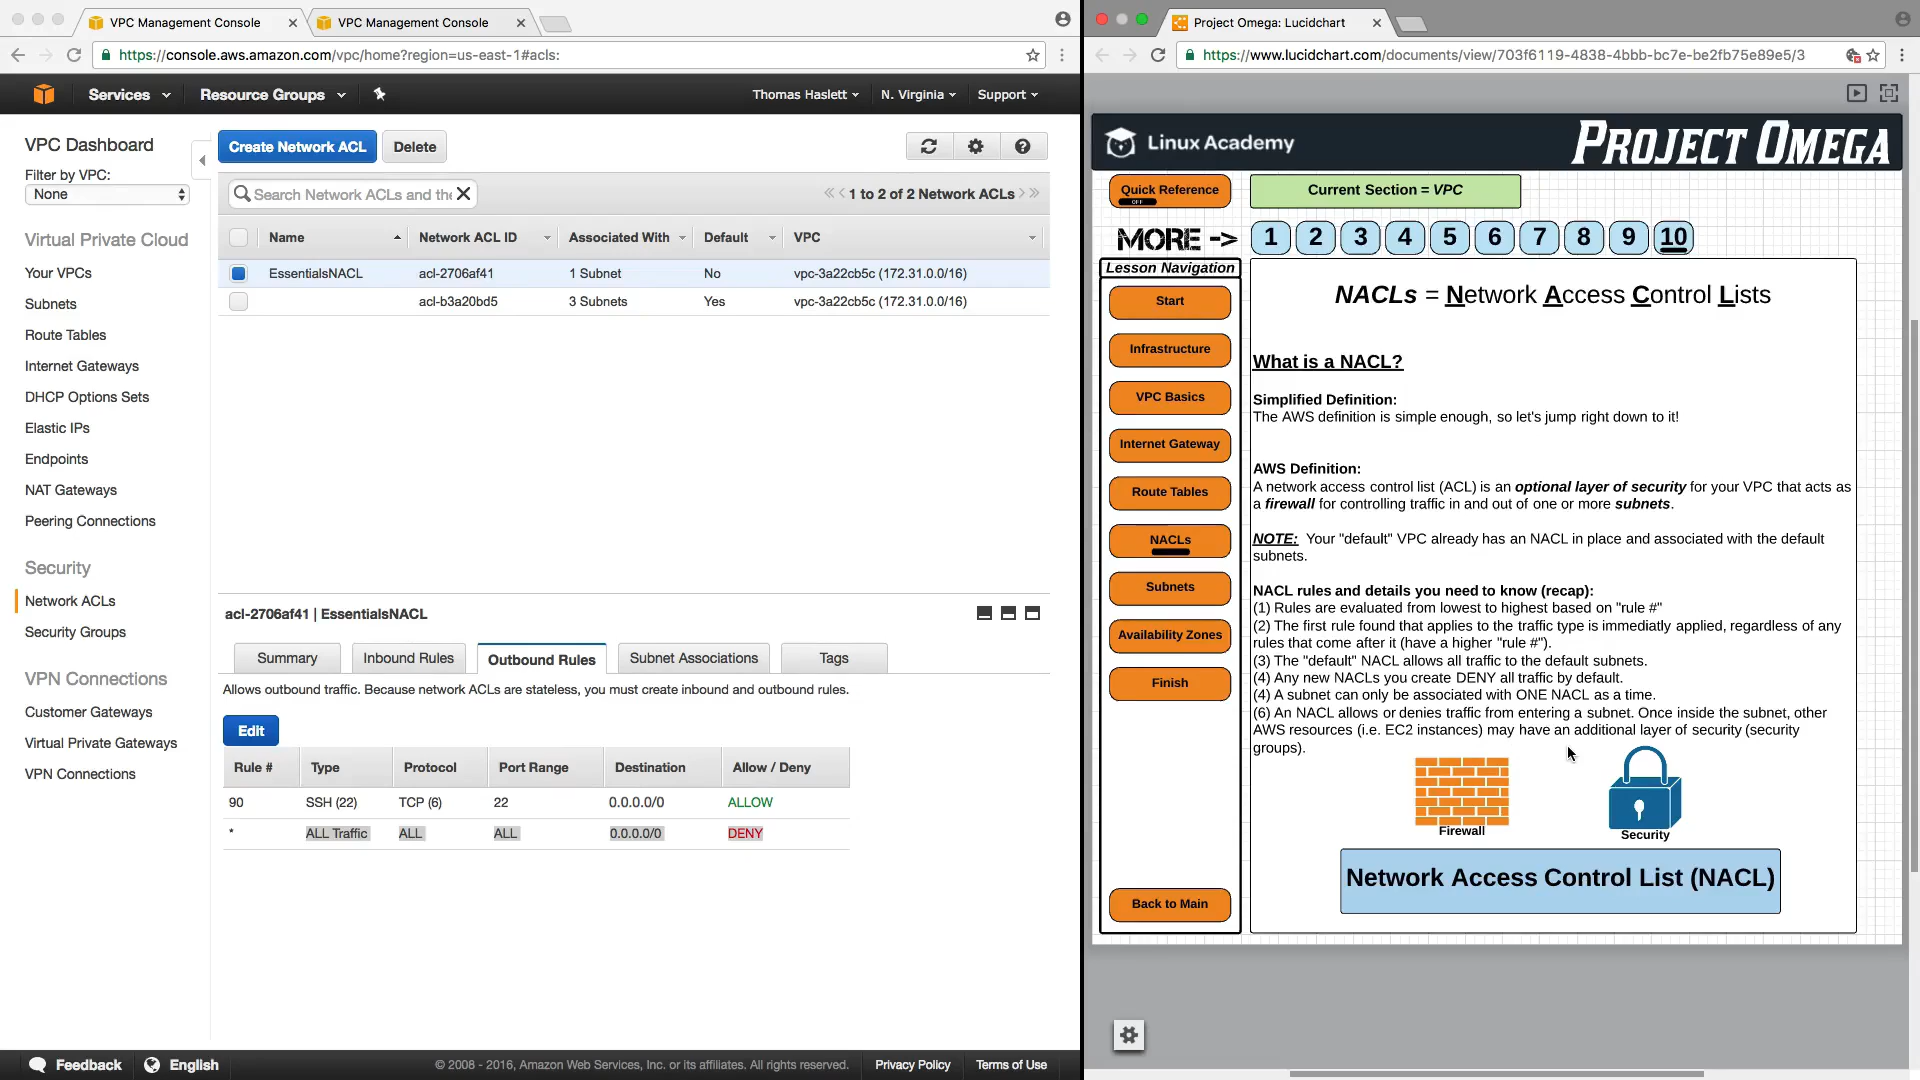 VPC Management Console
VPC Management Console
https://console.aws.amazon.com/vpc/home?region=us-east-1#acls:
Services
Resource Groups
Thomas Haslett
N. Virginia
Support
VPC Dashboard
Filter by VPC:
None
Virtual Private Cloud
Your VPCs
Subnets
Route Tables
Internet Gateways
DHCP Options Sets
Elastic IPs
Endpoints
NAT Gateways
Peering Connections
Security
Network ACLs
Security Groups
VPN Connections
Customer Gateways
Virtual Private Gateways
VPN Connections
Create Network ACL Delete
Search Network ACLs and the
1 to 2 of 2 Network ACLs
Name Network ACL ID Associated With Default VPC
EssentialsNACL acl-2706af41 1 Subnet No vpc-3a22cb5c (172.31.0.0/16)
acl-b3a20bd5 3 Subnets Yes vpc-3a22cb5c (172.31.0.0/16)
acl-2706af41 | EssentialsNACL
Summary Inbound Rules Outbound Rules Subnet Associations Tags
Allows outbound traffic. Because network ACLs are stateless, you must create inbound and outbound rules.
Edit
Rule # Type Protocol Port Range Destination Allow / Deny
90 SSH (22) TCP (6) 22 0.0.0.0/0 ALLOW
* ALL Traffic ALL ALL 0.0.0.0/0 DENY
Feedback English
© 2008 - 2016, Amazon Web Services, Inc. or its affiliates. All rights reserved. Privacy Policy Terms of Use
Project Omega: Lucidchart
https://www.lucidchart.com/documents/view/703f6119-4838-4bbb-bc7e-be2fb75e89e5/3
Linux Academy
PROJECT OMEGA
Quick Reference
OFF
Current Section = VPC
MORE -> 1 2 3 4 5 6 7 8 9 10
Lesson Navigation
Start
Infrastructure
VPC Basics
Internet Gateway
Route Tables
NACLs
Subnets
Availability Zones
Finish
Back to Main
NACLs = Network Access Control Lists
What is a NACL?
Simplified Definition:
The AWS definition is simple enough, so let's jump right down to it!
AWS Definition:
A network access control list (ACL) is an optional layer of security for your VPC that acts as
a firewall for controlling traffic in and out of one or more subnets.
NOTE: Your "default" VPC already has an NACL in place and associated with the default
subnets.
NACL rules and details you need to know (recap):
(1) Rules are evaluated from lowest to highest based on "rule #"
(2) The first rule found that applies to the traffic type is immediatly applied, regardless of any
rules that come after it (have a higher "rule #").
(3) The "default" NACL allows all traffic to the default subnets.
(4) Any new NACLs you create DENY all traffic by default.
(4) A subnet can only be associated with ONE NACL as a time.
(6) An NACL allows or denies traffic from entering a subnet. Once inside the subnet, other
AWS resources (i.e. EC2 instances) may have an additional layer of security (security
groups).
Firewall
Security
Network Access Control List (NACL)